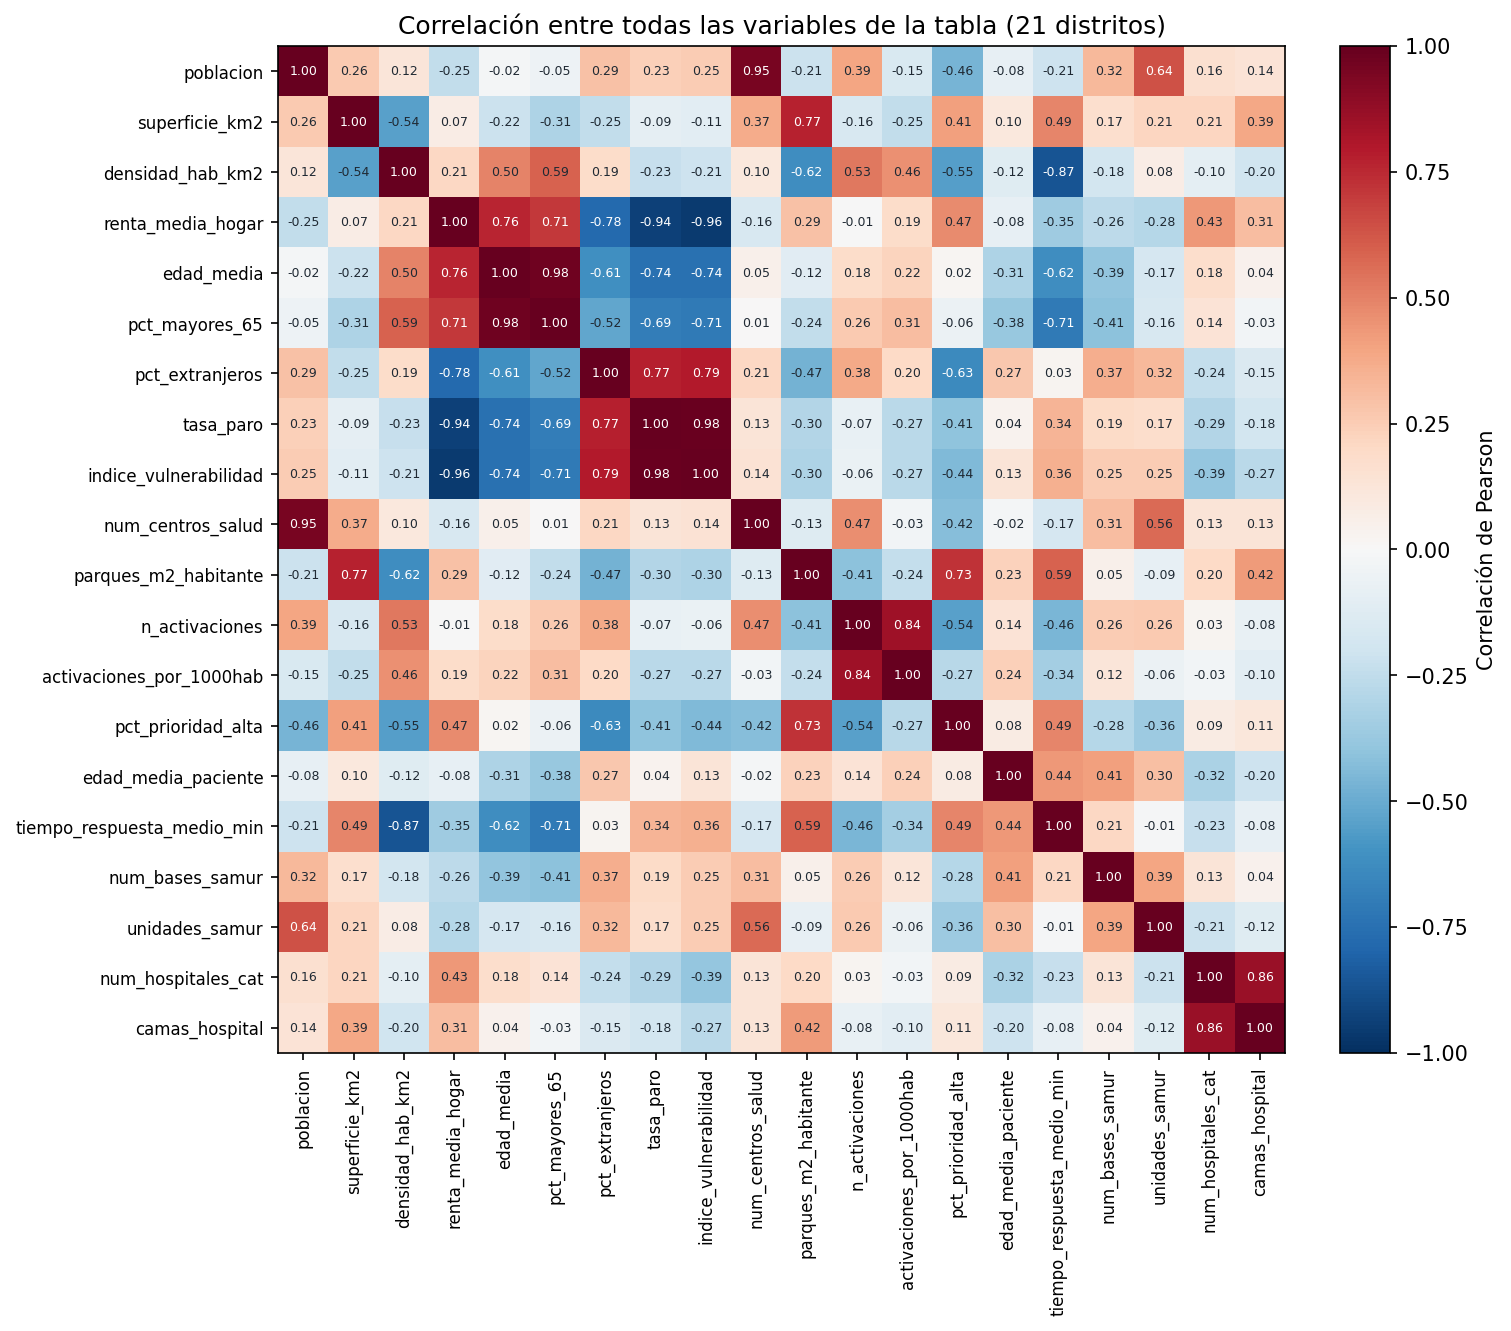 Correlación entre todas las variables de la tabla (21 distritos)
poblacion 1.00 0.26 0.12 -0.25 -0.02 -0.05 0.29 0.23 0.25 0.95 -0.21 0.39 -0.15 -0.46 -0.08 -0.21 0.32 0.64 0.16 0.14
superficie_km2 0.26 1.00 -0.54 0.07 -0.22 -0.31 -0.25 -0.09 -0.11 0.37 0.77 -0.16 -0.25 0.41 0.10 0.49 0.17 0.21 0.21 0.39
densidad_hab_km2 0.12 -0.54 1.00 0.21 0.50 0.59 0.19 -0.23 -0.21 0.10 -0.62 0.53 0.46 -0.55 -0.12 -0.87 -0.18 0.08 -0.10 -0.20
renta_media_hogar -0.25 0.07 0.21 1.00 0.76 0.71 -0.78 -0.94 -0.96 -0.16 0.29 -0.01 0.19 0.47 -0.08 -0.35 -0.26 -0.28 0.43 0.31
edad_media -0.02 -0.22 0.50 0.76 1.00 0.98 -0.61 -0.74 -0.74 0.05 -0.12 0.18 0.22 0.02 -0.31 -0.62 -0.39 -0.17 0.18 0.04
pct_mayores_65 -0.05 -0.31 0.59 0.71 0.98 1.00 -0.52 -0.69 -0.71 0.01 -0.24 0.26 0.31 -0.06 -0.38 -0.71 -0.41 -0.16 0.14 -0.03
pct_extranjeros 0.29 -0.25 0.19 -0.78 -0.61 -0.52 1.00 0.77 0.79 0.21 -0.47 0.38 0.20 -0.63 0.27 0.03 0.37 0.32 -0.24 -0.15
tasa_paro 0.23 -0.09 -0.23 -0.94 -0.74 -0.69 0.77 1.00 0.98 0.13 -0.30 -0.07 -0.27 -0.41 0.04 0.34 0.19 0.17 -0.29 -0.18
indice_vulnerabilidad 0.25 -0.11 -0.21 -0.96 -0.74 -0.71 0.79 0.98 1.00 0.14 -0.30 -0.06 -0.27 -0.44 0.13 0.36 0.25 0.25 -0.39 -0.27
num_centros_salud 0.95 0.37 0.10 -0.16 0.05 0.01 0.21 0.13 0.14 1.00 -0.13 0.47 -0.03 -0.42 -0.02 -0.17 0.31 0.56 0.13 0.13
parques_m2_habitante -0.21 0.77 -0.62 0.29 -0.12 -0.24 -0.47 -0.30 -0.30 -0.13 1.00 -0.41 -0.24 0.73 0.23 0.59 0.05 -0.09 0.20 0.42
n_activaciones 0.39 -0.16 0.53 -0.01 0.18 0.26 0.38 -0.07 -0.06 0.47 -0.41 1.00 0.84 -0.54 0.14 -0.46 0.26 0.26 0.03 -0.08
activaciones_por_1000hab -0.15 -0.25 0.46 0.19 0.22 0.31 0.20 -0.27 -0.27 -0.03 -0.24 0.84 1.00 -0.27 0.24 -0.34 0.12 -0.06 -0.03 -0.10
pct_prioridad_alta -0.46 0.41 -0.55 0.47 0.02 -0.06 -0.63 -0.41 -0.44 -0.42 0.73 -0.54 -0.27 1.00 0.08 0.49 -0.28 -0.36 0.09 0.11
edad_media_paciente -0.08 0.10 -0.12 -0.08 -0.31 -0.38 0.27 0.04 0.13 -0.02 0.23 0.14 0.24 0.08 1.00 0.44 0.41 0.30 -0.32 -0.20
tiempo_respuesta_medio_min -0.21 0.49 -0.87 -0.35 -0.62 -0.71 0.03 0.34 0.36 -0.17 0.59 -0.46 -0.34 0.49 0.44 1.00 0.21 -0.01 -0.23 -0.08
num_bases_samur 0.32 0.17 -0.18 -0.26 -0.39 -0.41 0.37 0.19 0.25 0.31 0.05 0.26 0.12 -0.28 0.41 0.21 1.00 0.39 0.13 0.04
unidades_samur 0.64 0.21 0.08 -0.28 -0.17 -0.16 0.32 0.17 0.25 0.56 -0.09 0.26 -0.06 -0.36 0.30 -0.01 0.39 1.00 -0.21 -0.12
num_hospitales_cat 0.16 0.21 -0.10 0.43 0.18 0.14 -0.24 -0.29 -0.39 0.13 0.20 0.03 -0.03 0.09 -0.32 -0.23 0.13 -0.21 1.00 0.86
camas_hospital 0.14 0.39 -0.20 0.31 0.04 -0.03 -0.15 -0.18 -0.27 0.13 0.42 -0.08 -0.10 0.11 -0.20 -0.08 0.04 -0.12 0.86 1.00
poblacion
superficie_km2
densidad_hab_km2
renta_media_hogar
edad_media
pct_mayores_65
pct_extranjeros
tasa_paro
indice_vulnerabilidad
num_centros_salud
parques_m2_habitante
n_activaciones
activaciones_por_1000hab
pct_prioridad_alta
edad_media_paciente
tiempo_respuesta_medio_min
num_bases_samur
unidades_samur
num_hospitales_cat
camas_hospital
1.00
0.75
0.50
0.25
0.00
−0.25
−0.50
−0.75
−1.00
Correlación de Pearson